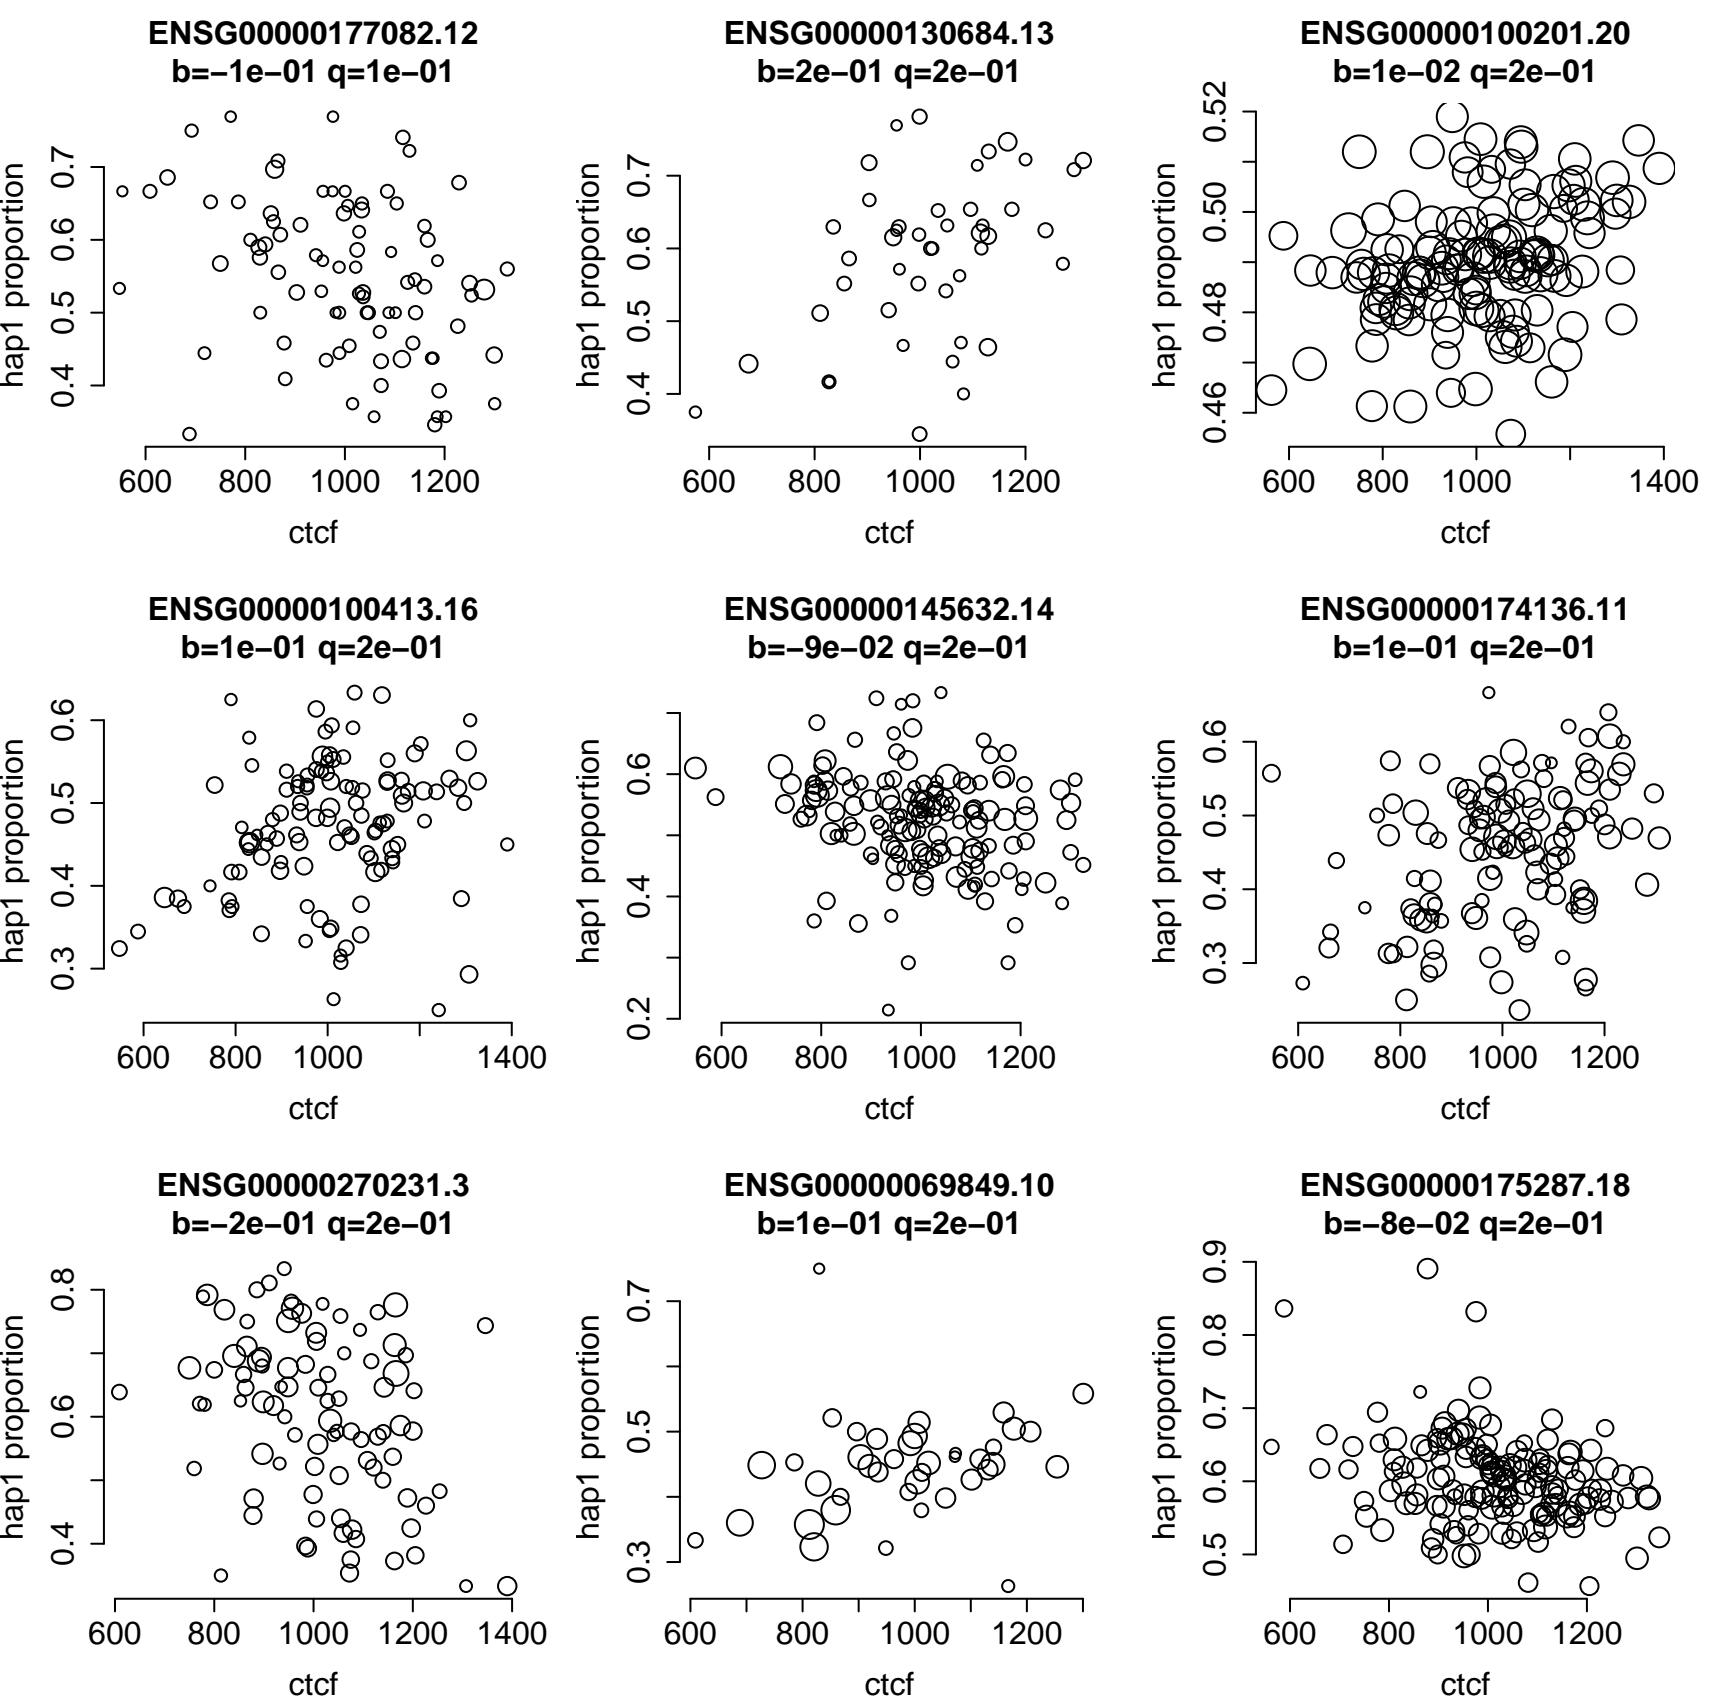 ENSG00000177082.12
b=−1e−01 q=1e−01
hap1 proportion
0.4 0.5 0.6 0.7
600 800 1000 1200
ctcf
ENSG00000130684.13
b=2e−01 q=2e−01
hap1 proportion
0.4 0.5 0.6 0.7
600 800 1000 1200
ctcf
ENSG00000100201.20
b=1e−02 q=2e−01
hap1 proportion
0.46 0.48 0.50 0.52
600 800 1000 1400
ctcf
ENSG00000100413.16
b=1e−01 q=2e−01
hap1 proportion
0.3 0.4 0.5 0.6
600 800 1000 1400
ctcf
ENSG00000145632.14
b=−9e−02 q=2e−01
hap1 proportion
0.2 0.4 0.6
600 800 1000 1200
ctcf
ENSG00000174136.11
b=1e−01 q=2e−01
hap1 proportion
0.3 0.4 0.5 0.6
600 800 1000 1200
ctcf
ENSG00000270231.3
b=−2e−01 q=2e−01
hap1 proportion
0.4 0.6 0.8
600 800 1000 1200 1400
ctcf
ENSG00000069849.10
b=1e−01 q=2e−01
hap1 proportion
0.3 0.5 0.7
600 800 1000 1200
ctcf
ENSG00000175287.18
b=−8e−02 q=2e−01
hap1 proportion
0.5 0.6 0.7 0.8 0.9
600 800 1000 1200
ctcf